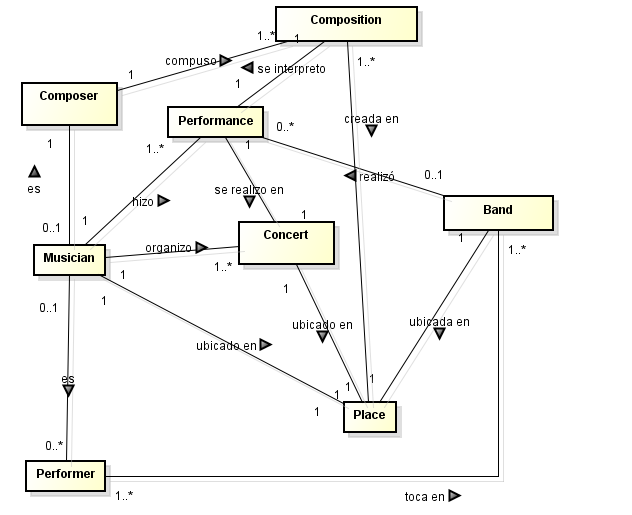 Composition
1..*
1
compuso
se interpreto
1..*
1
1
Composer
Performance
0..*
creada en
1
1..*
1
0..1
realizó
es
se realizo en
hizo
Band
0..1
1
1
Concert
1
1..*
organizo
Musician
1
1..*
0..1
1
1
ubicado en
ubicada en
ubicado en
es
1
1
1
1
Place
0..*
Performer
1..*
toca en